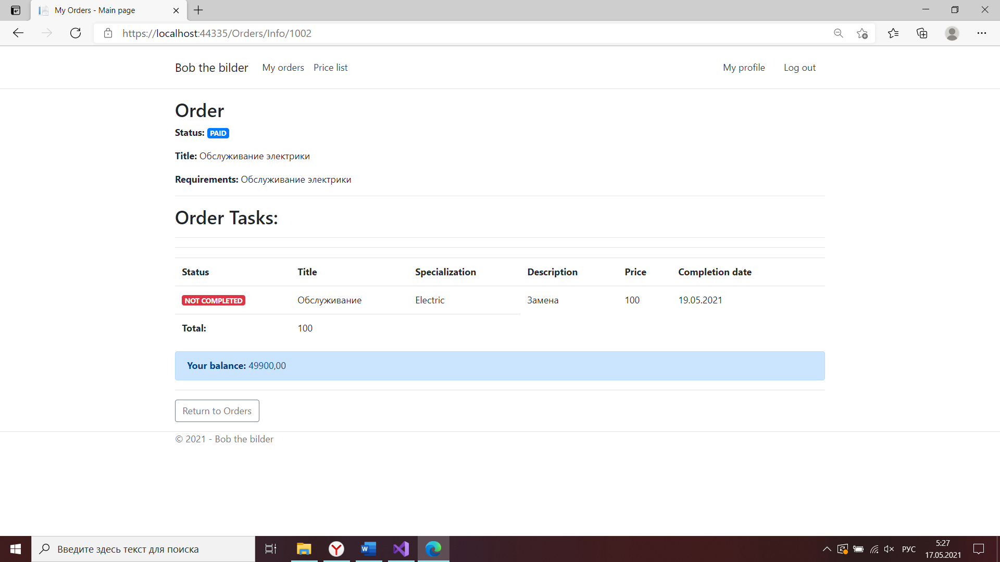 My Orders - Main page
https://localhost:44335/Orders/Info/1002
Bob the bilder My orders Price list My profile Log out
Order
Status: PAID
Title: Обслуживание электрики
Requirements: Обслуживание электрики
Order Tasks:
Status Title Specialization Description Price Completion date
NOT COMPLETED Обслуживание Electric Замена 100 19.05.2021
Total: 100
Your balance: 49900,00
Return to Orders
© 2021 - Bob the bilder
Введите здесь текст для поиска
РУС
5:27
17.05.2021